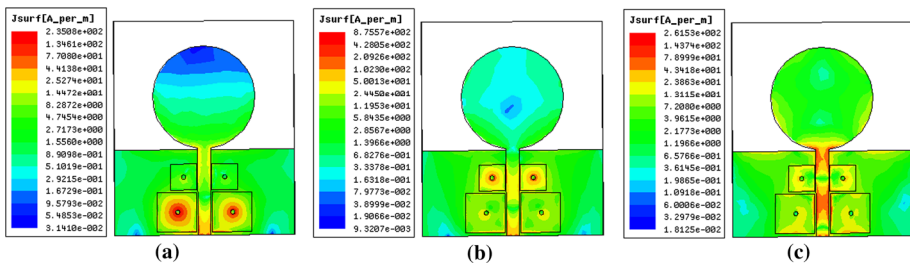 Jsurf[A_per_m]
2.3508e+002
1.3461e+002
7.7080e+001
4.4138e+001
2.5274e+001
1.4472e+001
8.2872e+000
4.7454e+000
2.7173e+000
1.5560e+000
8.9098e-001
5.1019e-001
2.9215e-001
1.6729e-001
9.5793e-002
5.4853e-002
3.1410e-002
(a)
Jsurf[A_per_m]
8.7557e+002
4.2805e+002
2.0926e+002
1.0230e+002
5.0013e+001
2.4450e+001
1.1953e+001
5.8435e+000
2.8567e+000
1.3966e+000
6.8276e-001
3.3378e-001
1.6318e-001
7.9773e-002
3.8999e-002
1.9066e-002
9.3207e-003
(b)
Jsurf[A_per_m]
2.6153e+002
1.4374e+002
7.8999e+001
4.3418e+001
2.3863e+001
1.3115e+001
7.2080e+000
3.9615e+000
2.1773e+000
1.1966e+000
6.5766e-001
3.6145e-001
1.9865e-001
1.0918e-001
6.0006e-002
3.2979e-002
1.8125e-002
(c)